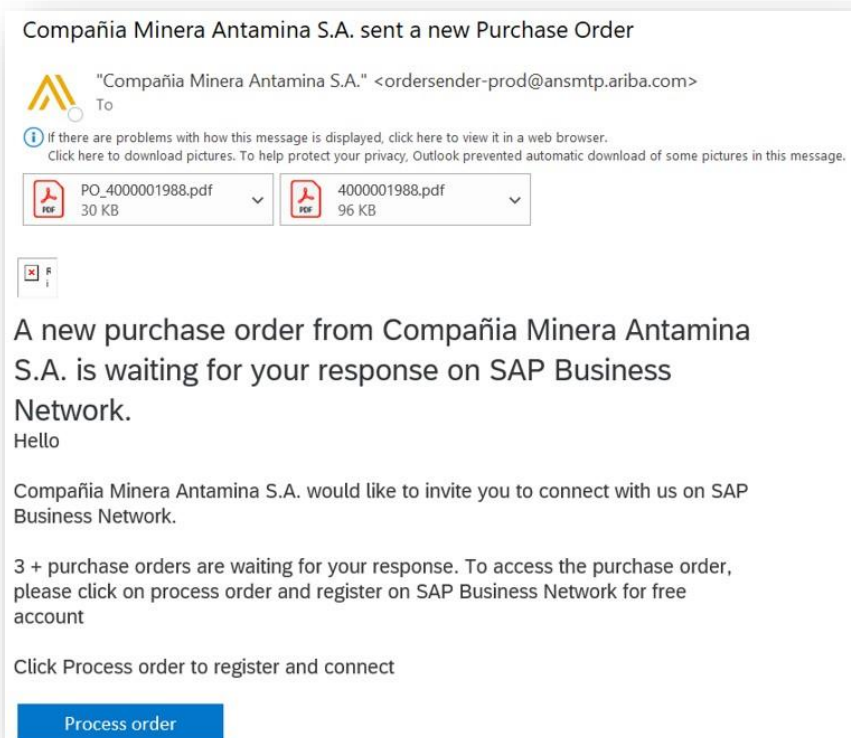 Compañia Minera Antamina S.A. sent a new Purchase Order
"Compañia Minera Antamina S.A." <ordersender-prod@ansmtp.ariba.com>
To
If there are problems with how this message is displayed, click here to view it in a web browser.
Click here to download pictures. To help protect your privacy, Outlook prevented automatic download of some pictures in this message.
PDF
PO_4000001988.pdf
30 KB
PDF
4000001988.pdf
96 KB
A new purchase order from Compañia Minera Antamina
S.A. is waiting for your response on SAP Business
Network.
Hello
Compañia Minera Antamina S.A. would like to invite you to connect with us on SAP
Business Network.
3 + purchase orders are waiting for your response. To access the purchase order,
please click on process order and register on SAP Business Network for free
account
Click Process order to register and connect
Process order